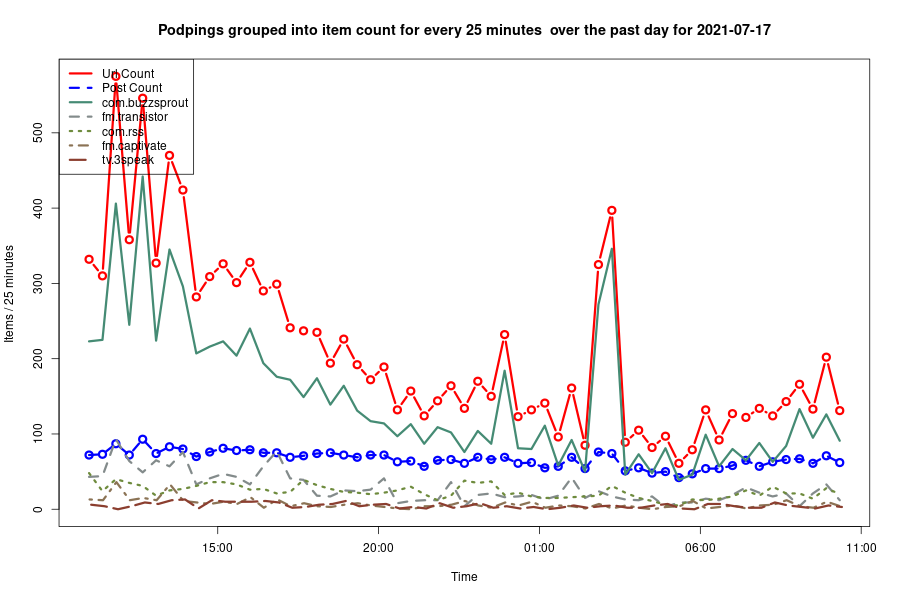 Podpings grouped into item count for every 25 minutes  over the past day for 2021-07-17
Url Count
Post Count
com.buzzsprout
fm.transistor
com.rss
fm.captivate
tv.3speak
Items / 25 minutes
500
400
300
200
100
0
15:00
20:00
01:00
06:00
11:00
Time